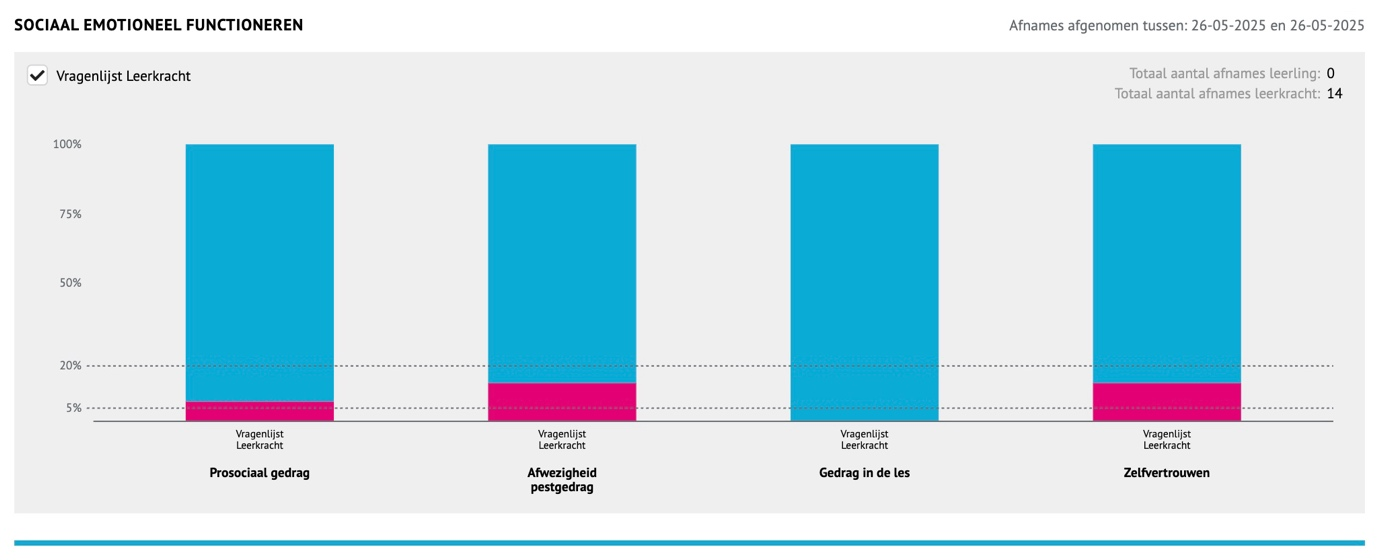 SOCIAAL EMOTIONEEL FUNCTIONEREN
Afnames afgenomen tussen: 26-05-2025 en 26-05-2025
Vragenlijst Leerkracht
Totaal aantal afnames leerling: 0
Totaal aantal afnames leerkracht: 14
100%
75%
50%
20%
5%
Vragenlijst
Leerkracht
Prosociaal gedrag
Vragenlijst
Leerkracht
Afwezigheid
pestgedrag
Vragenlijst
Leerkracht
Gedrag in de les
Vragenlijst
Leerkracht
Zelfvertrouwen